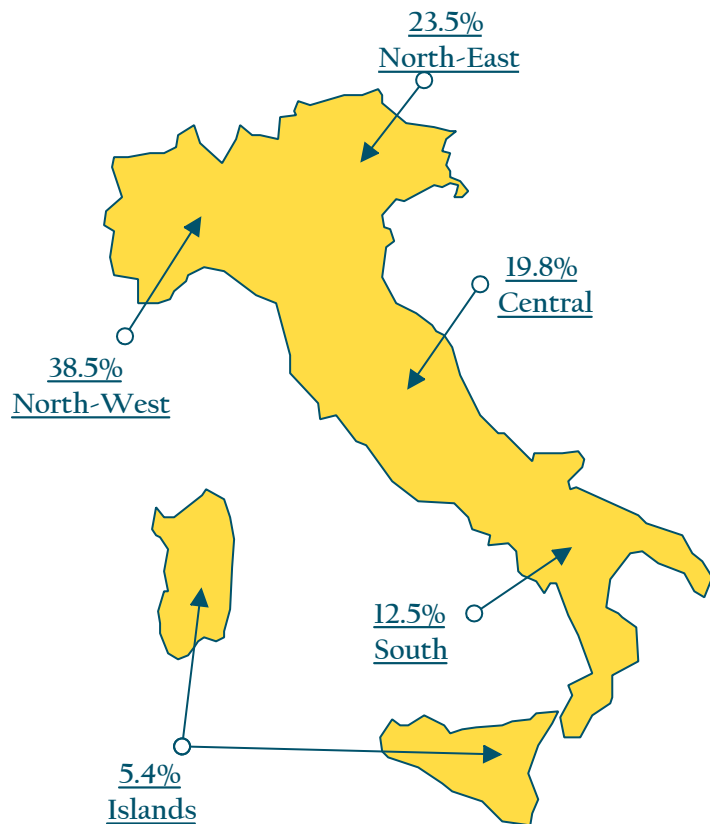 23.5%
North-East
19.8%
Central
38.5%
North-West
12.5%
South
5.4%
Islands